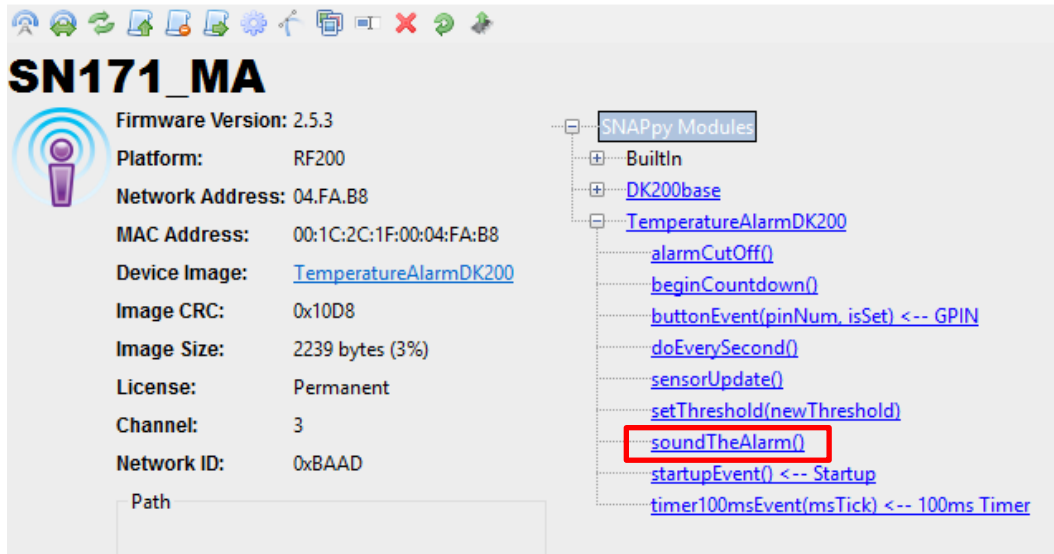 SN171_MA
Firmware Version: 2.5.3
Platform: RF200
Network Address: 04.FA.B8
MAC Address: 00:1C:2C:1F:00:04:FA:B8
Device Image: TemperatureAlarmDK200
Image CRC: 0x10D8
Image Size: 2239 bytes (3%)
License: Permanent
Channel: 3
Network ID: 0xBAAD
Path
SNAPpy Modules
BuiltIn
DK200base
TemperatureAlarmDK200
alarmCutOff()
beginCountdown()
buttonEvent(pinNum, isSet) <-- GPIN
doEverySecond()
sensorUpdate()
setThreshold(newThreshold)
soundTheAlarm()
startupEvent() <-- Startup
timer100msEvent(msTick) <-- 100ms Timer